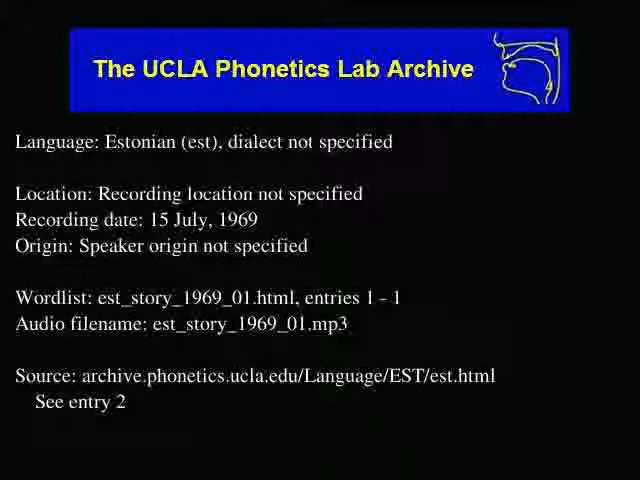 The UCLA Phonetics Lab Archive
Language: Estonian (est), dialect not specified
Location: Recording location not specified
Recording date: 15 July, 1969
Origin: Speaker origin not specified
Wordlist: est_story_1969_01.html, entries 1 - 1
Audio filename: est_story_1969_01.mp3
Source: archive.phonetics.ucla.edu/Language/EST/est.html
See entry 2